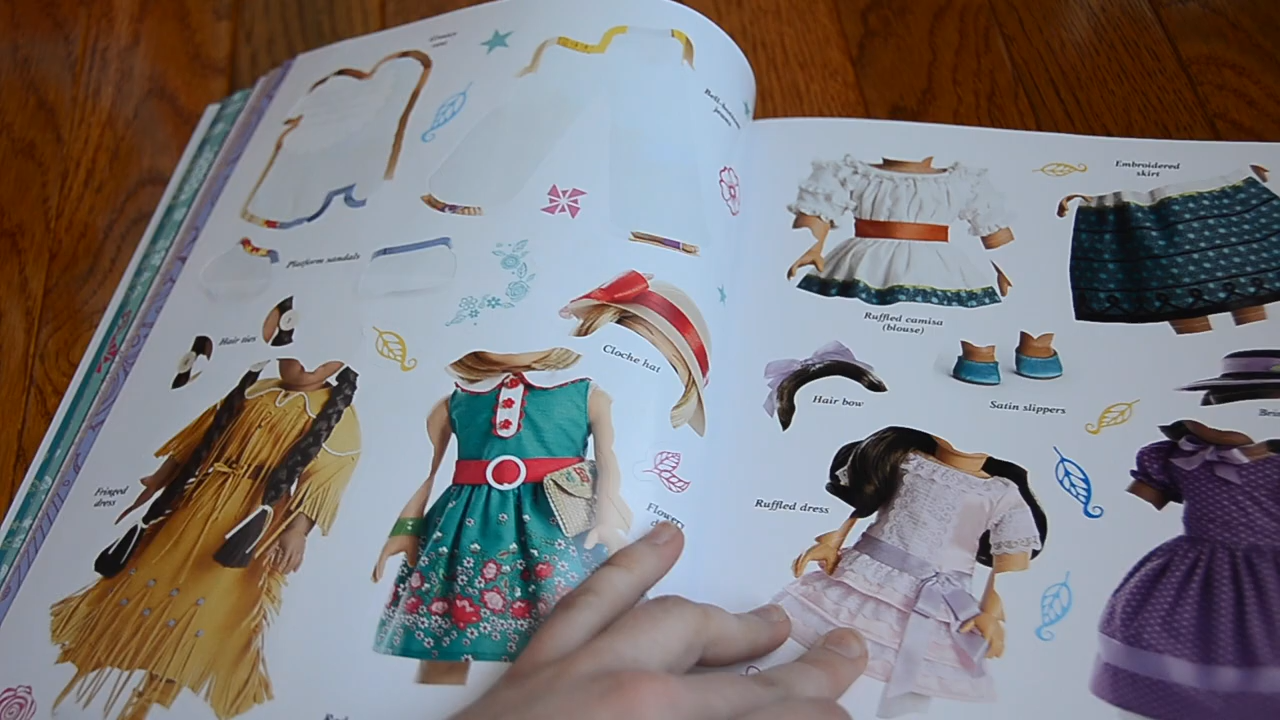 Platform sandals
Hair ties
Cloche hat
Fringed
dress
Flowery
Embroidered
skirt
Ruffled camisa
(blouse)
Hair bow
Satin slippers
Ruffled dress